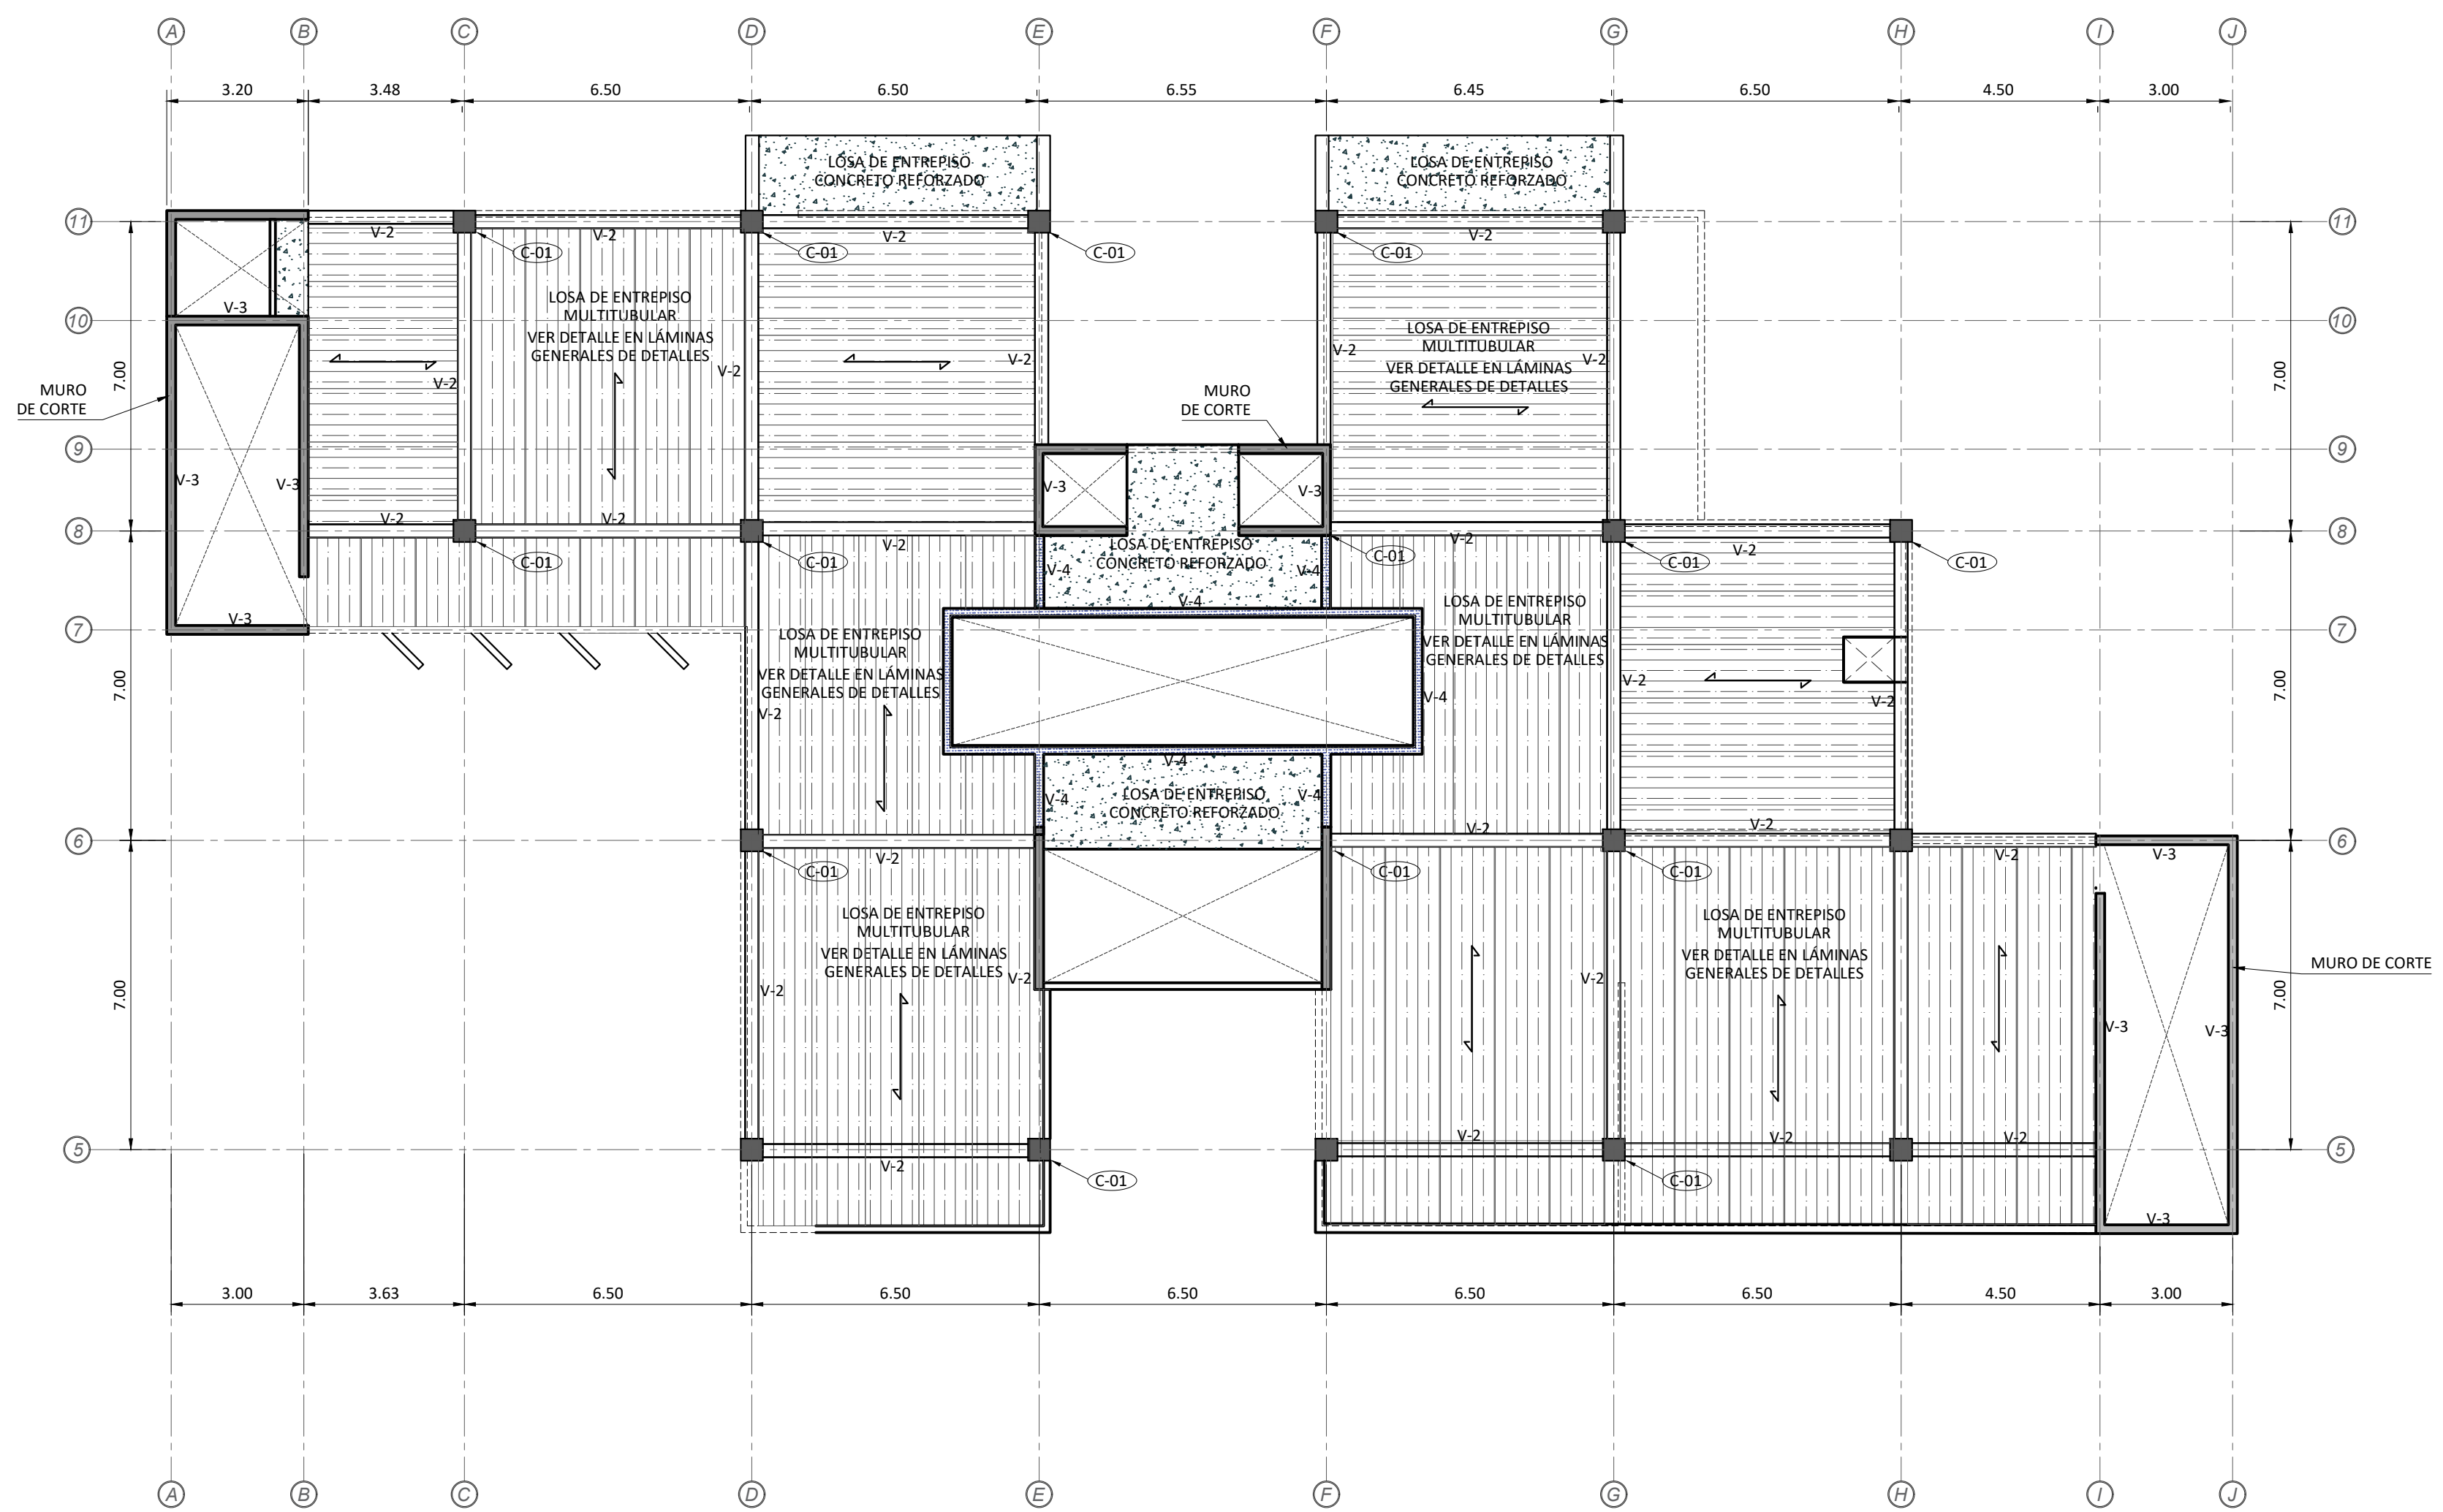 A B C D E F G H I J
3.20 3.48 6.50 6.50 6.55 6.45 6.50 4.50 3.00
LOSA DE ENTREPISO
CONCRETO REFORZADO
LOSA DE ENTREPISO
CONCRETO REFORZADO
11 11
V-2 V-2 V-2 V-2
C-01 C-01 C-01 C-01
LOSA DE ENTREPISO
MULTITUBULAR
VER DETALLE EN LÁMINAS
GENERALES DE DETALLES
V-3
10 10
LOSA DE ENTREPISO
MULTITUBULAR
VER DETALLE EN LÁMINAS
GENERALES DE DETALLES
V-2 V-2 V-2 V-2 V-2
7.00 7.00
MURO
DE CORTE
MURO
DE CORTE
9 9
V-3 V-3 V-3 V-3
V-2 V-2
8 8
V-2 V-2 V-2
LOSA DE ENTREPISO
CONCRETO REFORZADO
C-01 C-01 C-01 C-01 C-01
V-4 V-4
V-4
V-3
7 7
LOSA DE ENTREPISO
MULTITUBULAR
VER DETALLE EN LÁMINAS
GENERALES DE DETALLES
LOSA DE ENTREPISO
MULTITUBULAR
VER DETALLE EN LÁMINAS
GENERALES DE DETALLES
7.00 7.00
V-2 V-4 V-2 V-2
V-4
V-4 V-4
LOSA DE ENTREPISO
CONCRETO REFORZADO
V-2 V-2
6 6
V-2 V-2 V-3
C-01 C-01 C-01
LOSA DE ENTREPISO
MULTITUBULAR
VER DETALLE EN LÁMINAS
GENERALES DE DETALLES
LOSA DE ENTREPISO
MULTITUBULAR
VER DETALLE EN LÁMINAS
GENERALES DE DETALLES
MURO DE CORTE
7.00 7.00
V-2 V-2 V-2
V-3 V-3
V-2 V-2 V-2
5 5
V-2
C-01 C-01
V-3
3.00 3.63 6.50 6.50 6.50 6.50 6.50 4.50 3.00
A B C D E F G H I J